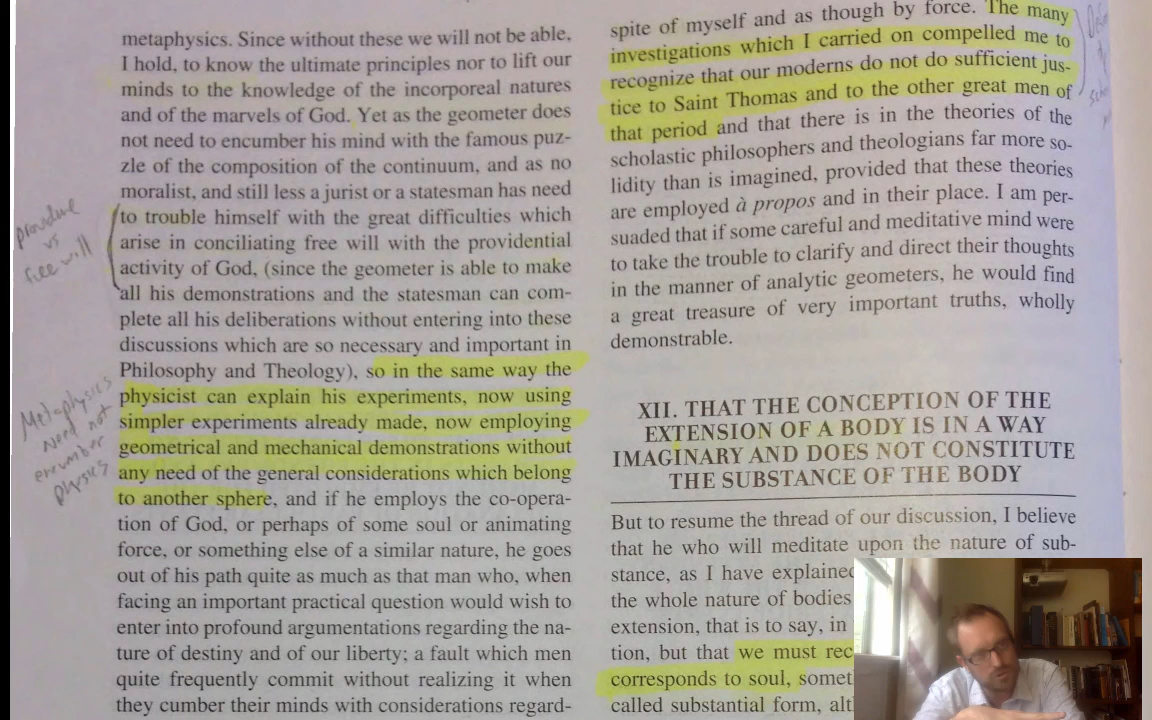 metaphysics. Since without these we will not be able,
I hold, to know the ultimate principles nor to lift our
minds to the knowledge of the incorporeal natures
and of the marvels of God. Yet as the geometer does
not need to encumber his mind with the famous puz-
zle of the composition of the continuum, and as no
moralist, and still less a jurist or a statesman has need
to trouble himself with the great difficulties which
arise in conciliating free will with the providential
activity of God, (since the geometer is able to make
all his demonstrations and the statesman can com-
plete all his deliberations without entering into these
discussions which are so necessary and important in
Philosophy and Theology), so in the same way the
physicist can explain his experiments, now using
simpler experiments already made, now employing
geometrical and mechanical demonstrations without
any need of the general considerations which belong
to another sphere, and if he employs the co-opera-
tion of God, or perhaps of some soul or animating
force, or something else of a similar nature, he goes
out of his path quite as much as that man who, when
facing an important practical question would wish to
enter into profound argumentations regarding the na-
ture of destiny and of our liberty; a fault which men
quite frequently commit without realizing it when
they cumber their minds with considerations regard-
vs
free will
Metaphysics
need not
encumber
physics
spite of myself and as though by force. The many
investigations which I carried on compelled me to
recognize that our moderns do not do sufficient jus-
tice to Saint Thomas and to the other great men of
that period and that there is in the theories of the
scholastic philosophers and theologians far more so-
lidity than is imagined, provided that these theories
are employed à propos and in their place. I am per-
suaded that if some careful and meditative mind were
to take the trouble to clarify and direct their thoughts
in the manner of analytic geometers, he would find
a great treasure of very important truths, wholly
demonstrable.
XII. THAT THE CONCEPTION OF THE
EXTENSION OF A BODY IS IN A WAY
IMAGINARY AND DOES NOT CONSTITUTE
THE SUBSTANCE OF THE BODY
But to resume the thread of our discussion, I believe
that he who will meditate upon the nature of sub-
stance, as I have explained
the whole nature of bodies
extension, that is to say, in
tion, but that we must rec
corresponds to soul, somet
called substantial form, alt